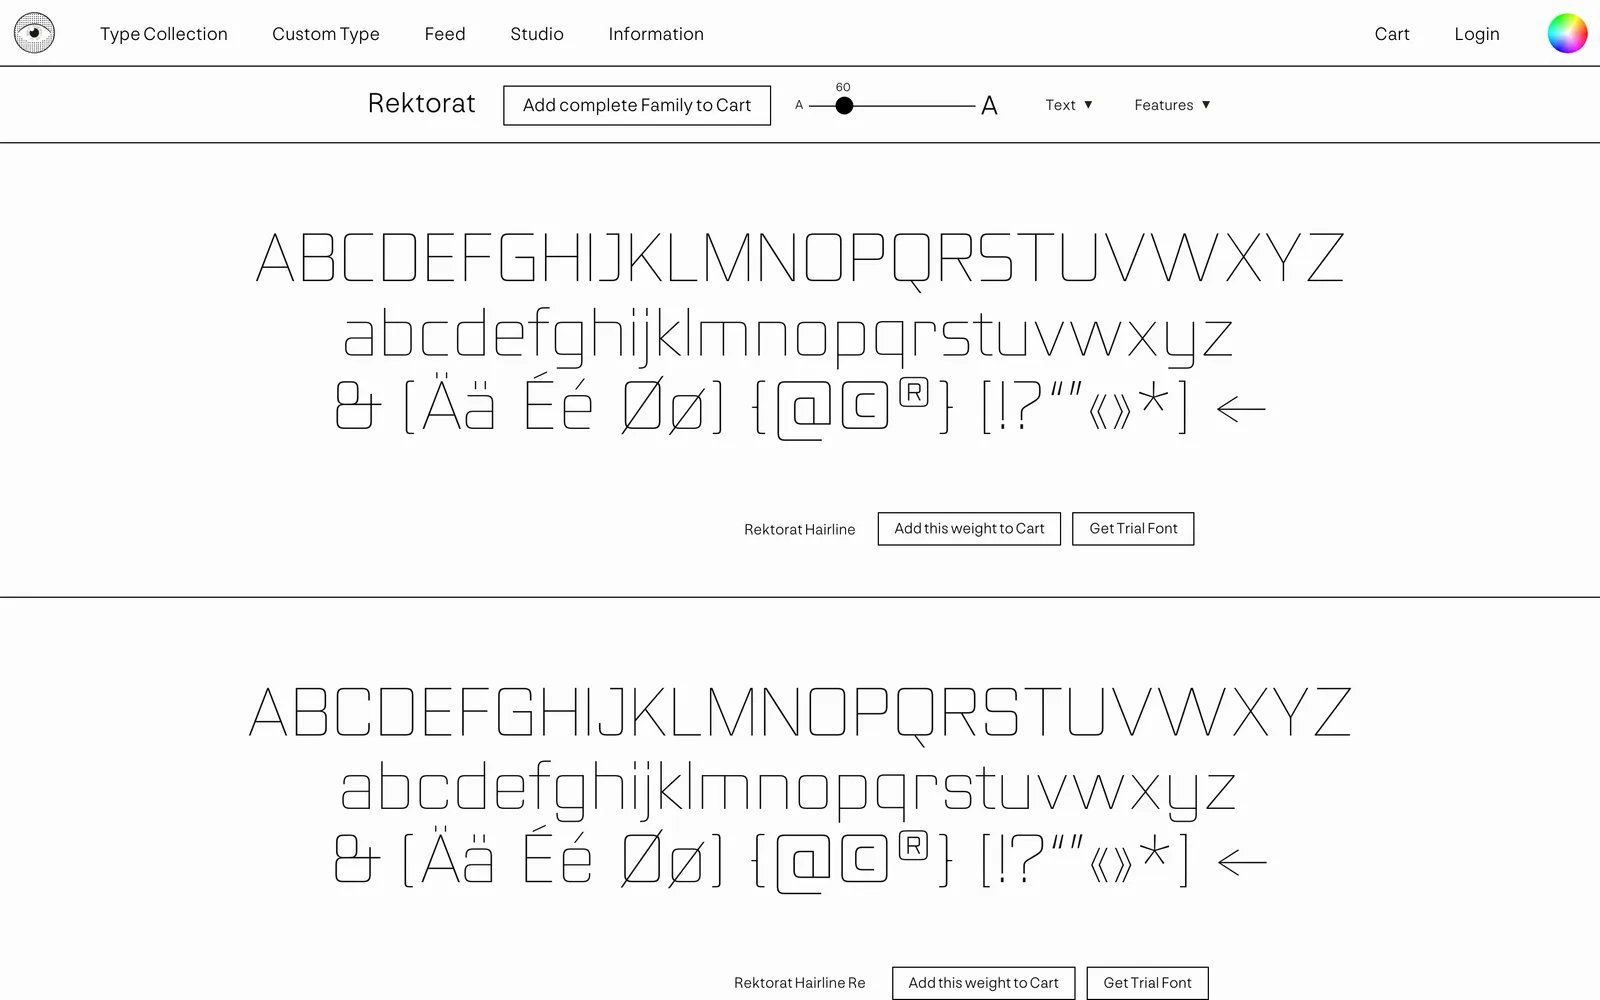 Type Collection Custom Type Feed Studio Information Cart Login
Rektorat Add complete Family to Cart A 60 A Text ▼ Features ▼
ABCDEFGHIJKLMNOPQRSTUVWXYZ
abcdefghijklmnopqrstuvwxyz
& (Ää Éé Øø) {@©®} [!?“”«»*] ←
Rektorat Hairline Add this weight to Cart Get Trial Font
ABCDEFGHIJKLMNOPQRSTUVWXYZ
abcdefghijklmnopqrstuvwxyz
& (Ää Éé Øø) {@©®} [!?“”«»*] ←
Rektorat Hairline Re Add this weight to Cart Get Trial Font